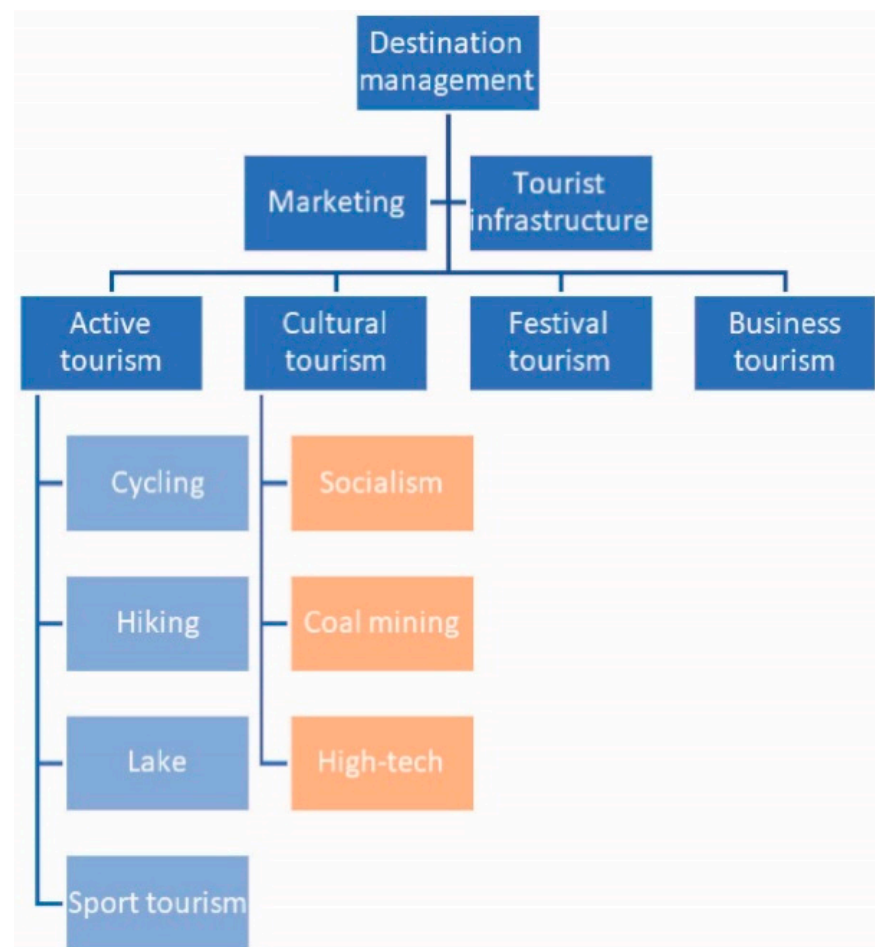 Destination
management
Marketing
Tourist
infrastructure
Active
tourism
Cultural
tourism
Festival
tourism
Business
tourism
Cycling
Socialism
Hiking
Coal mining
Lake
High-tech
Sport tourism